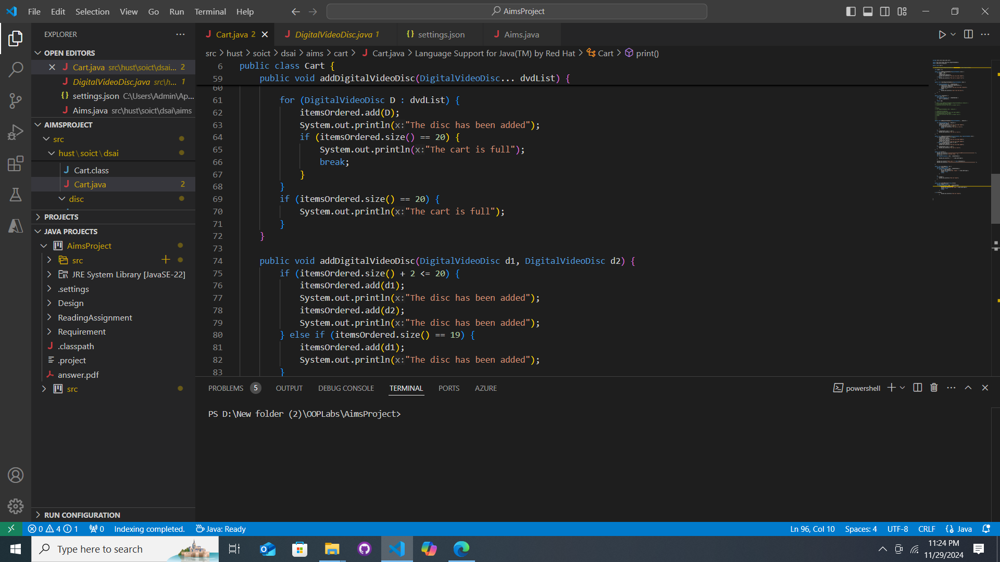 File Edit Selection View Go Run Terminal Help
AimsProject
EXPLORER
OPEN EDITORS
Cart.java src\hust\soict\dsai... 2
DigitalVideoDisc.java src\h... 1
settings.json C:\Users\Admin\Ap...
Aims.java src\hust\soict\dsai\aims
AIMSPROJECT
src
hust\soict\dsai
Cart.class
Cart.java 2
disc
PROJECTS
JAVA PROJECTS
AimsProject
src
JRE System Library [JavaSE-22]
.settings
Design
ReadingAssignment
Requirement
.classpath
.project
answer.pdf
src
RUN CONFIGURATION
Cart.java 2 DigitalVideoDisc.java 1 settings.json Aims.java
src > hust > soict > dsai > aims > cart > Cart.java > Language Support for Java(TM) by Red Hat > Cart > print()
6 public class Cart {
59 public void addDigitalVideoDisc(DigitalVideoDisc... dvdList) {
60
61 for (DigitalVideoDisc D : dvdList) {
62 itemsOrdered.add(D);
63 System.out.println(x:"The disc has been added");
64 if (itemsOrdered.size() == 20) {
65 System.out.println(x:"The cart is full");
66 break;
67 }
68 }
69 if (itemsOrdered.size() == 20) {
70 System.out.println(x:"The cart is full");
71 }
72 }
73
74 public void addDigitalVideoDisc(DigitalVideoDisc d1, DigitalVideoDisc d2) {
75 if (itemsOrdered.size() + 2 <= 20) {
76 itemsOrdered.add(d1);
77 System.out.println(x:"The disc has been added");
78 itemsOrdered.add(d2);
79 System.out.println(x:"The disc has been added");
80 } else if (itemsOrdered.size() == 19) {
81 itemsOrdered.add(d1);
82 System.out.println(x:"The disc has been added");
83 }
PROBLEMS 5 OUTPUT DEBUG CONSOLE TERMINAL PORTS AZURE
powershell
PS D:\New folder (2)\OOPLabs\AimsProject>
0 4 1 0 Indexing completed. Java: Ready
Ln 96, Col 10 Spaces: 4 UTF-8 CRLF Java
Type here to search
11:24 PM
11/29/2024